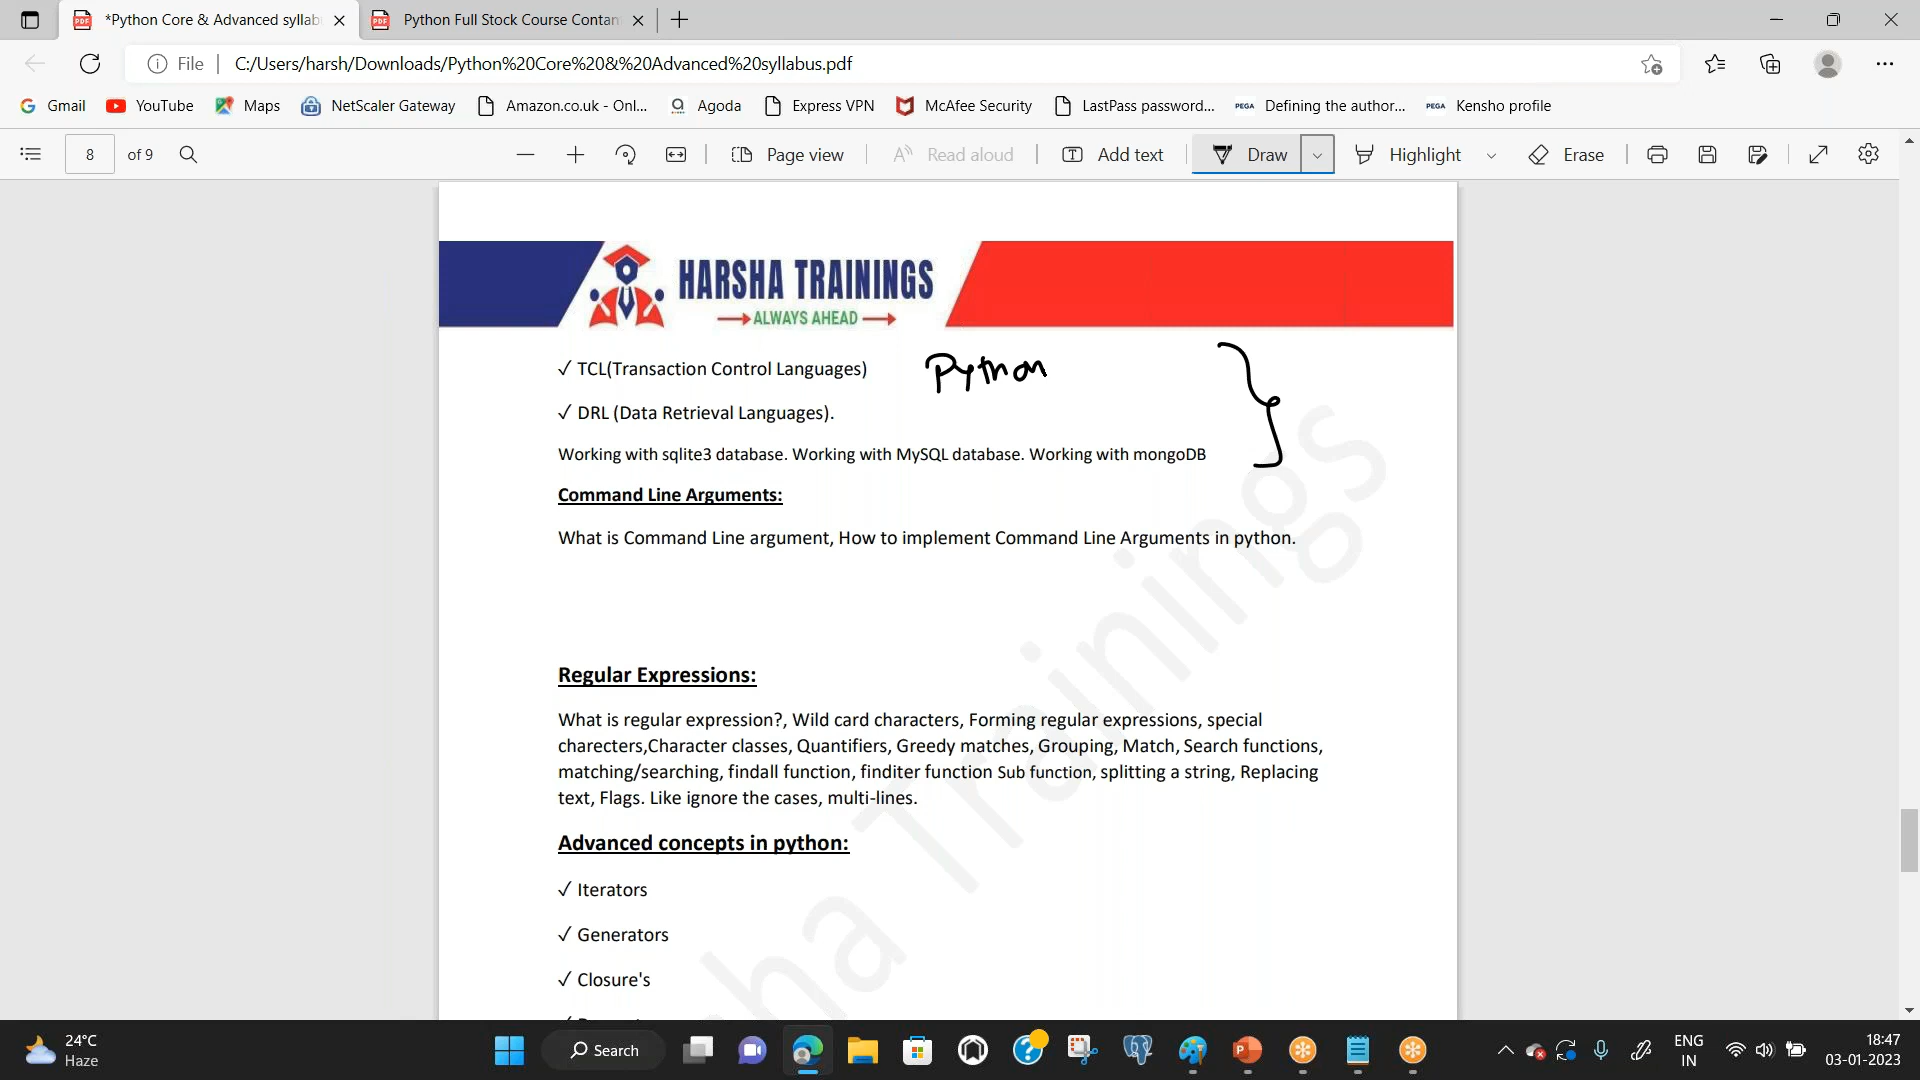 *Python Core & Advanced syllab
Python Full Stock Course Contan
File
C:/Users/harsh/Downloads/Python%20Core%20&%20Advanced%20syllabus.pdf
Gmail
YouTube
Maps
NetScaler Gateway
Amazon.co.uk - Onl...
Agoda
Express VPN
McAfee Security
LastPass password...
PEGA Defining the author...
PEGA Kensho profile
8 of 9
Page view
Read aloud
Add text
Draw
Highlight
Erase
HARSHA TRAININGS
ALWAYS AHEAD
✓ TCL(Transaction Control Languages)
Python
✓ DRL (Data Retrieval Languages).
Working with sqlite3 database. Working with MySQL database. Working with mongoDB
Command Line Arguments:
What is Command Line argument, How to implement Command Line Arguments in python.
Regular Expressions:
What is regular expression?, Wild card characters, Forming regular expressions, special
charecters,Character classes, Quantifiers, Greedy matches, Grouping, Match, Search functions,
matching/searching, findall function, finditer function Sub function, splitting a string, Replacing
text, Flags. Like ignore the cases, multi-lines.
Advanced concepts in python:
✓ Iterators
✓ Generators
✓ Closure's
ha Trainings
24°C
Haze
Search
ENG
IN
18:47
03-01-2023